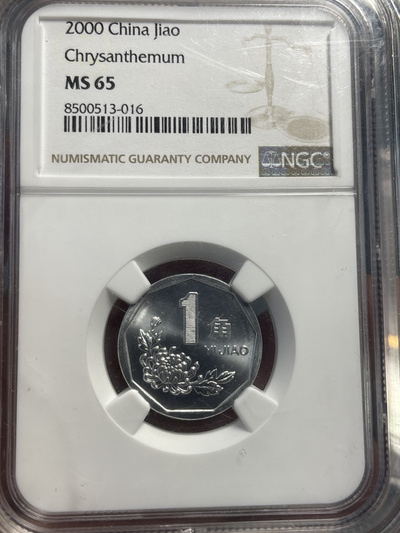 2000 China Jiao
Chrysanthemum
MS 65
8500513-016
NUMISMATIC GUARANTY COMPANY NGC
1 角
YI JIAO